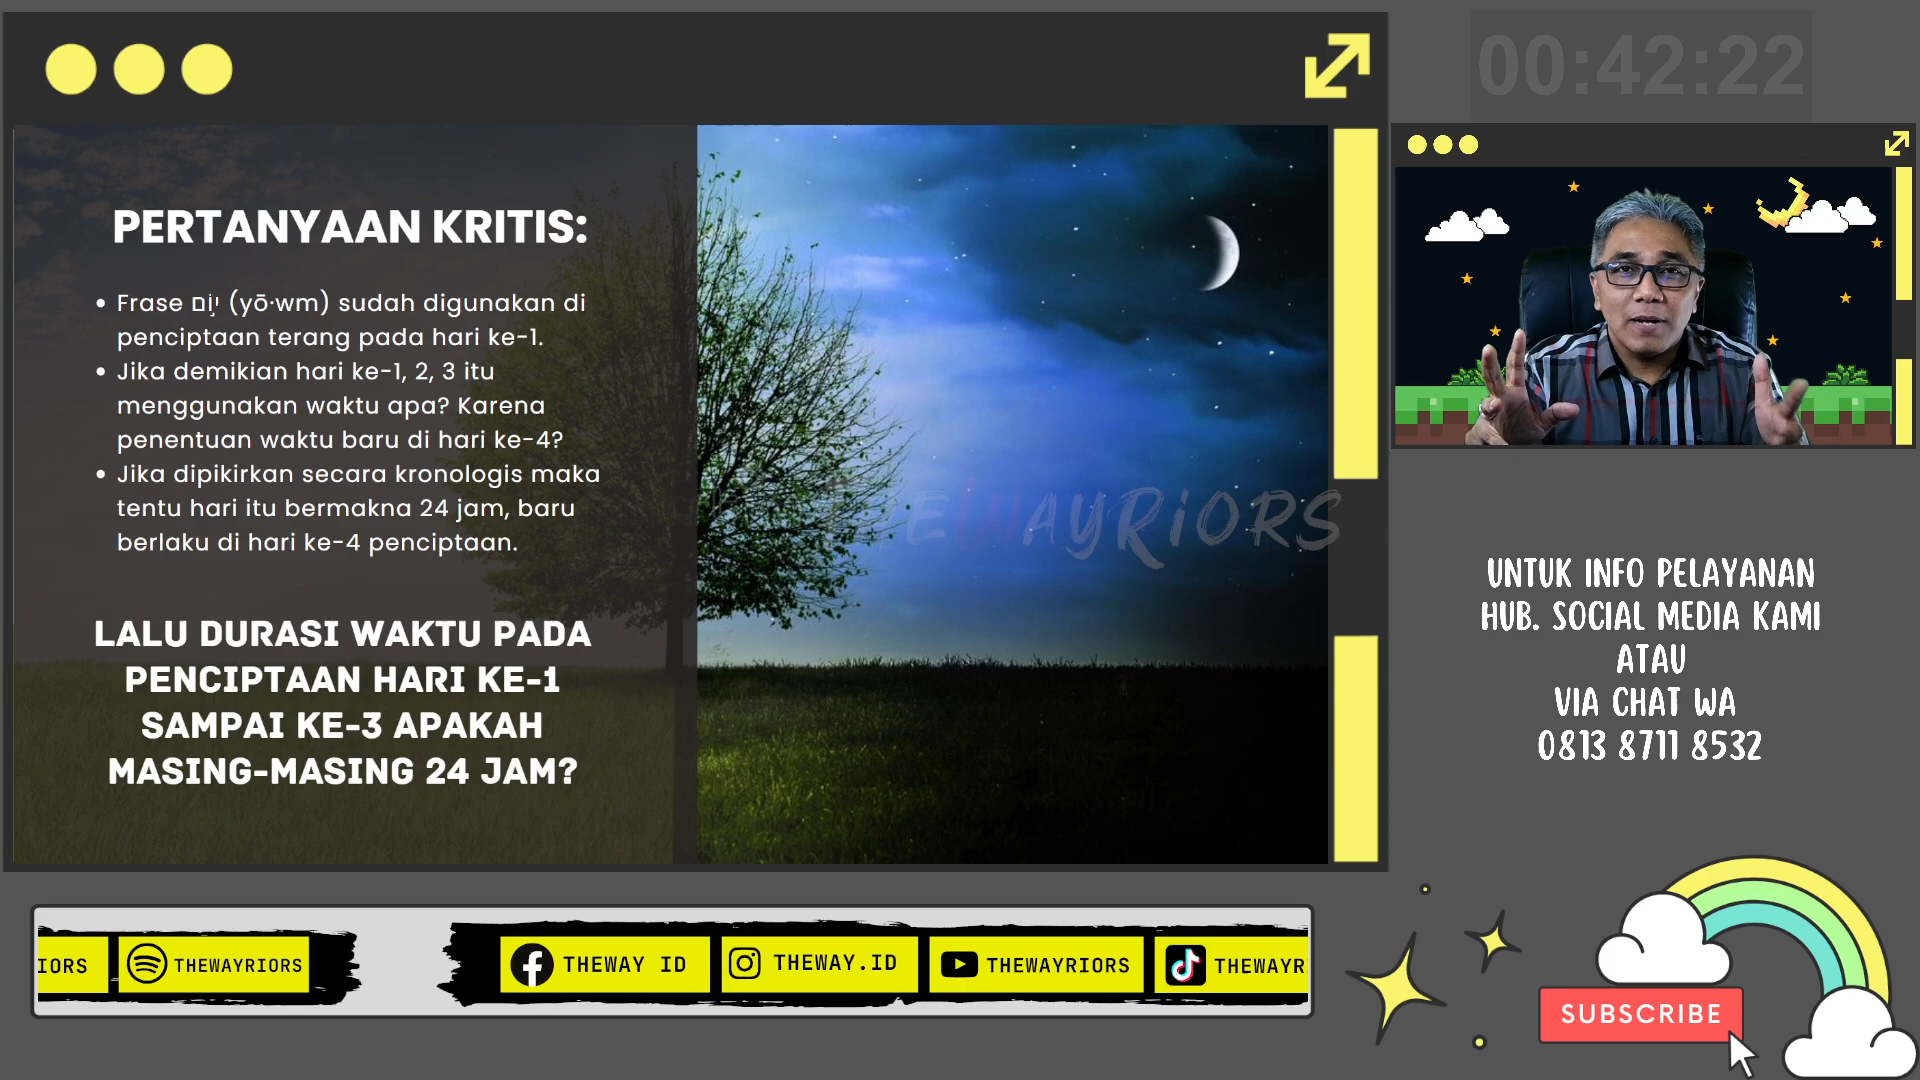 00:42:22
PERTANYAAN KRITIS:
• Frase יֹום (yō·wm) sudah digunakan di
penciptaan terang pada hari ke-1.
• Jika demikian hari ke-1, 2, 3 itu
menggunakan waktu apa? Karena
penentuan waktu baru di hari ke-4?
• Jika dipikirkan secara kronologis maka
tentu hari itu bermakna 24 jam, baru
berlaku di hari ke-4 penciptaan.
LALU DURASI WAKTU PADA
PENCIPTAAN HARI KE-1
SAMPAI KE-3 APAKAH
MASING-MASING 24 JAM?
THEWAYRIORS
UNTUK INFO PELAYANAN
HUB. SOCIAL MEDIA KAMI
ATAU
VIA CHAT WA
0813 8711 8532
IORS THEWAYRIORS THEWAY ID THEWAY.ID THEWAYRIORS THEWAYR
SUBSCRIBE